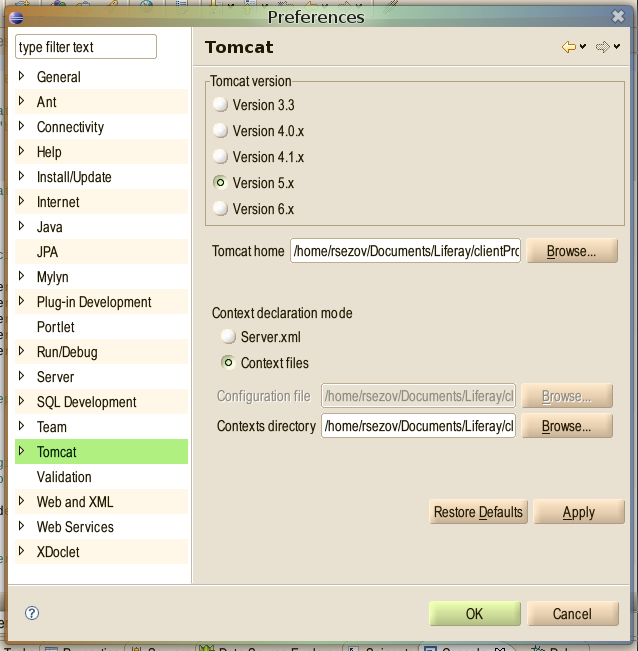 Preferences
type filter text
Tomcat
General
Ant
Connectivity
Help
Install/Update
Internet
Java
JPA
Mylyn
Plug-in Development
Portlet
Run/Debug
Server
SQL Development
Team
Tomcat
Validation
Web and XML
Web Services
XDoclet
Tomcat version
Version 3.3
Version 4.0.x
Version 4.1.x
Version 5.x
Version 6.x
Tomcat home /home/rsezov/Documents/Liferay/clientPro Browse...
Context declaration mode
Server.xml
Context files
Configuration file /home/rsezov/Documents/Liferay/cl Browse...
Contexts directory /home/rsezov/Documents/Liferay/cl Browse...
Restore Defaults Apply
? OK Cancel